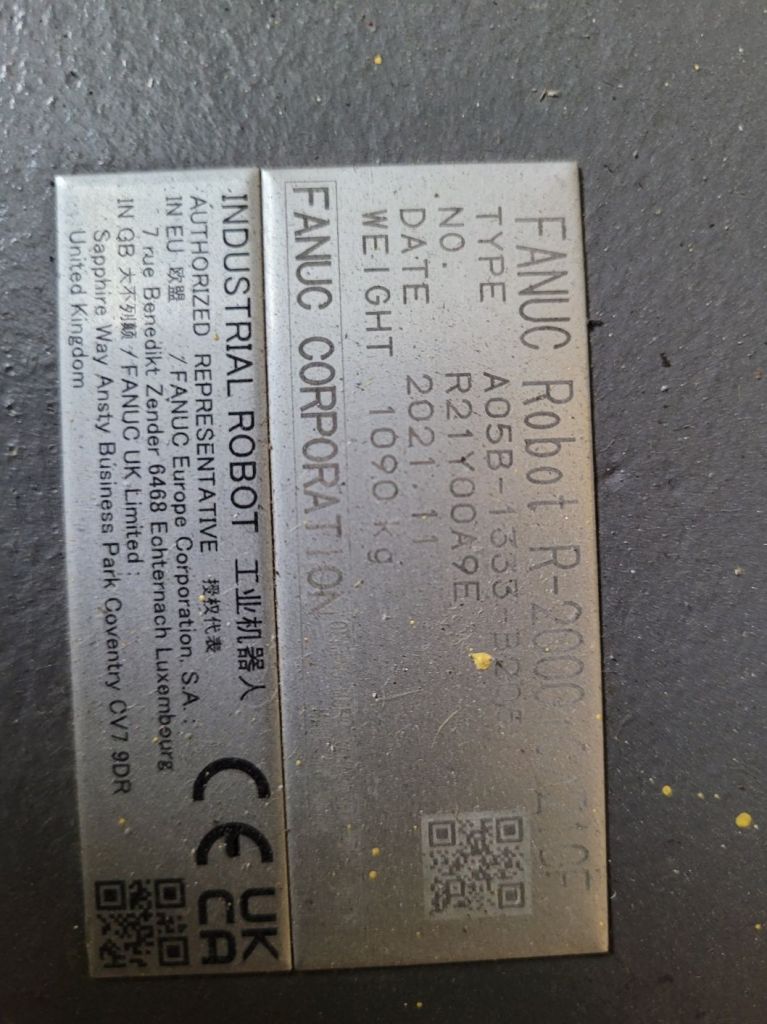 FANUC Robot
TYPE A05B-1333-
NO. R21Y00A9E
DATE 2021.11
WEIGHT 1090 kg
FANUC CORPORATION
INDUSTRIAL ROBOT 工业机器人
AUTHORIZED REPRESENTATIVE 授权代表
IN EU 欧盟 / FANUC Europe Corporation, S.A.:
7 rue Benedikt Zender 6468 Echternach Luxembourg
IN GB 大不列颠 / FANUC UK Limited:
Sapphire Way Ansty Business Park Coventry CV7 9DR
United Kingdom
CE
UK
CA